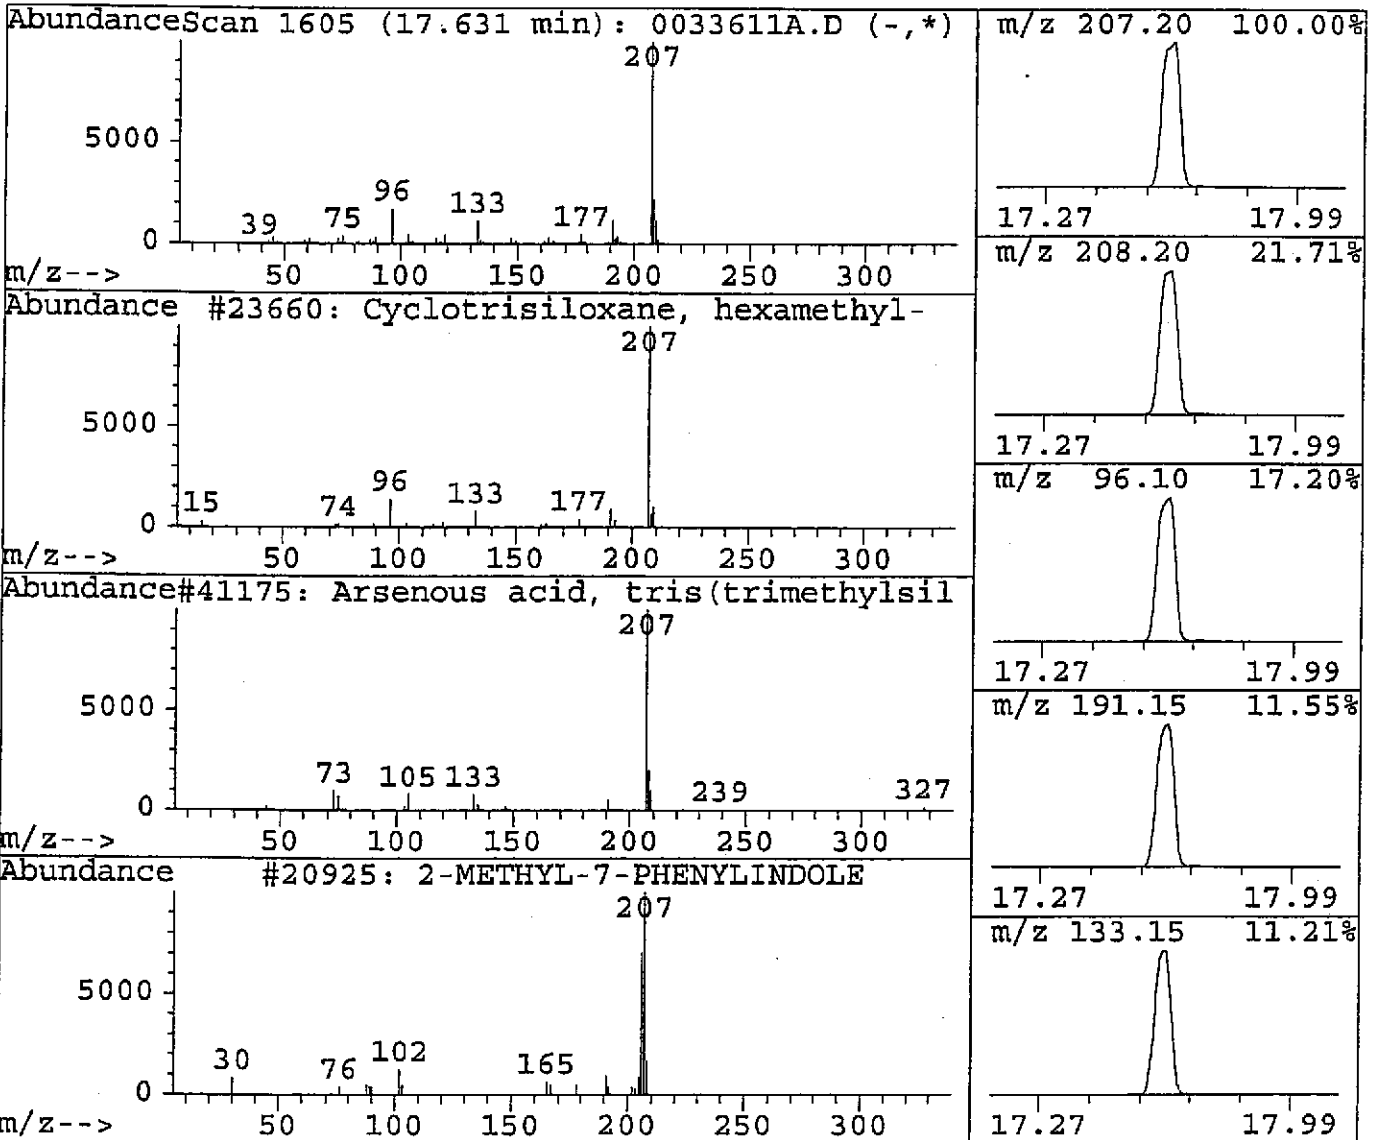 AbundanceScan 1605 (17.631 min): 0033611A.D (-,*)
207
5000
96
133
177
75
39
0
m/z--> 50 100 150 200 250 300
Abundance #23660: Cyclotrisiloxane, hexamethyl-
207
5000
96
133
177
15
74
0
m/z--> 50 100 150 200 250 300
Abundance#41175: Arsenous acid, tris(trimethylsil
207
5000
73 105 133
239 327
0
m/z--> 50 100 150 200 250 300
Abundance #20925: 2-METHYL-7-PHENYLINDOLE
207
5000
30 76 102 165
0
m/z--> 50 100 150 200 250 300
m/z 207.20 100.00%
17.27 17.99
m/z 208.20 21.71%
17.27 17.99
m/z 96.10 17.20%
17.27 17.99
m/z 191.15 11.55%
17.27 17.99
m/z 133.15 11.21%
17.27 17.99